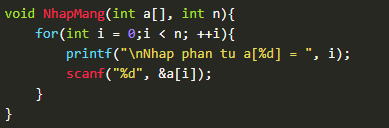 void NhapMang(int a[], int n){
    for(int i = 0;i < n; ++i){
        printf("\nNhap phan tu a[%d] = ", i);
        scanf("%d", &a[i]);
    }
}